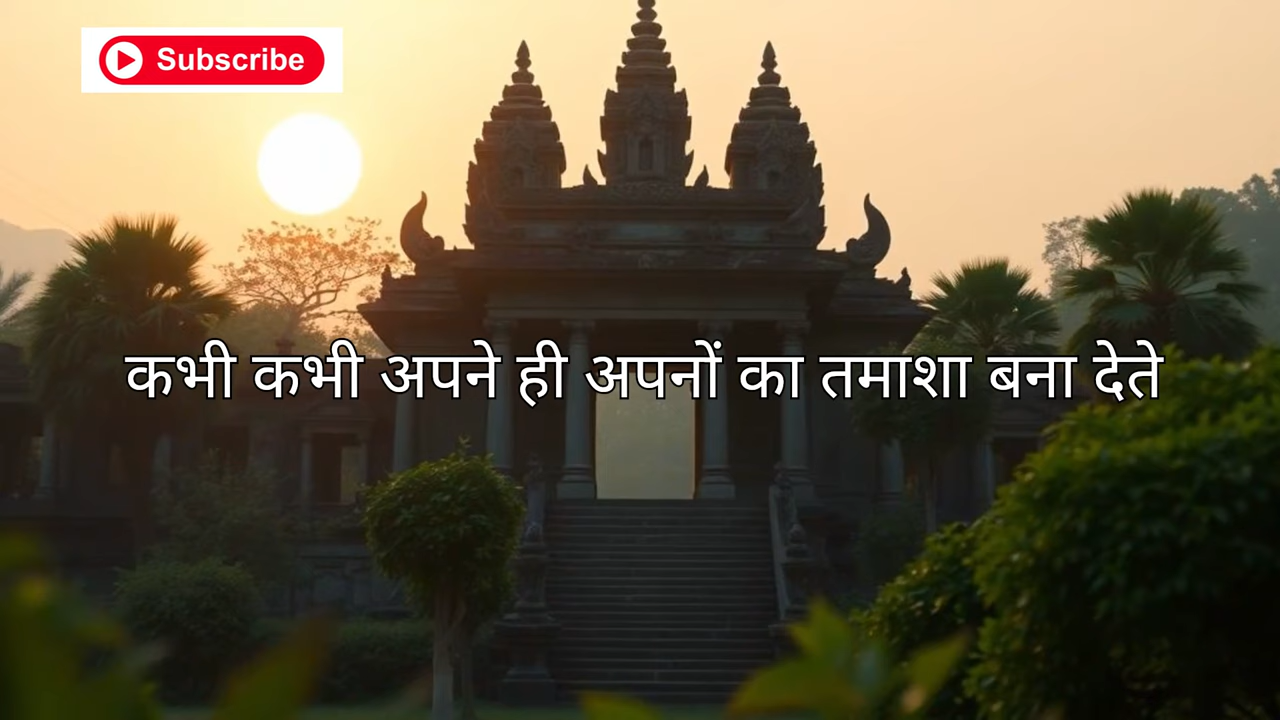 Subscribe
कभी कभी अपने ही अपनों का तमाशा बना देते